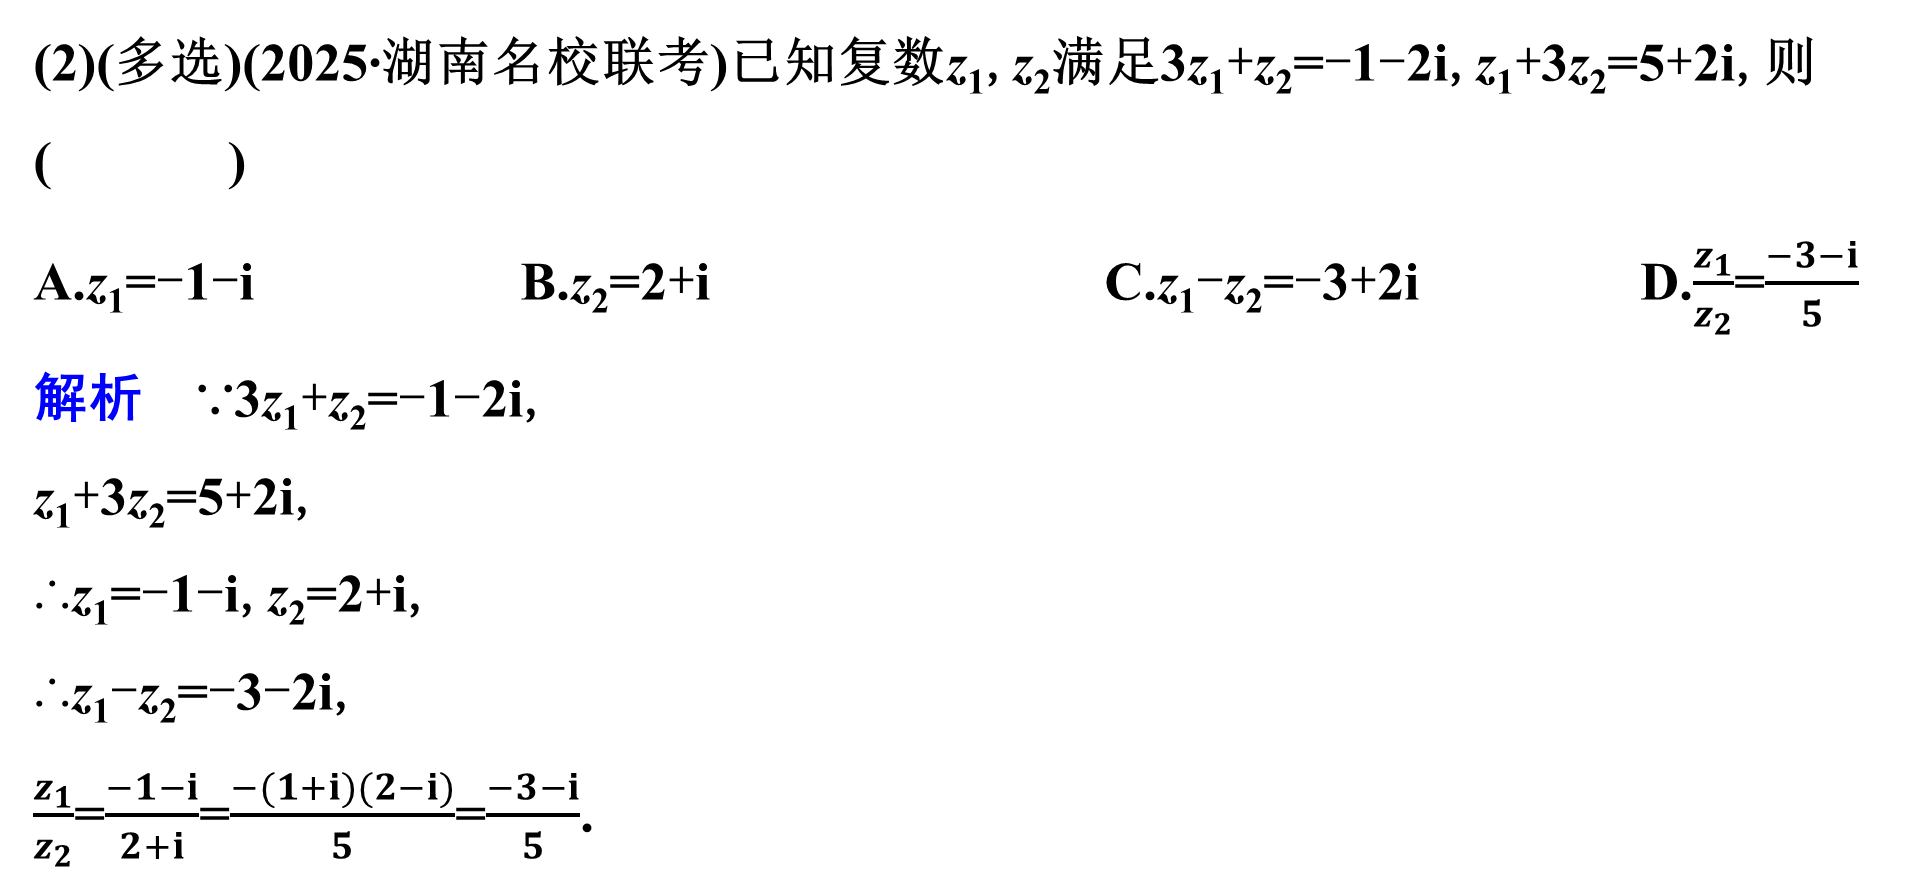 (2)(多选)(2025·湖南名校联考)已知复数z₁, z₂满足3z₁+z₂=−1−2i, z₁+3z₂=5+2i, 则
(    )
A.z₁=−1−i  B.z₂=2+i  C.z₁−z₂=−3+2i  D.z₁/z₂=(−3−i)/5
解析 ∵3z₁+z₂=−1−2i,
z₁+3z₂=5+2i,
∴z₁=−1−i, z₂=2+i,
∴z₁−z₂=−3−2i,
z₁/z₂=(−1−i)/(2+i)=(−(1+i)(2−i))/5=(−3−i)/5.